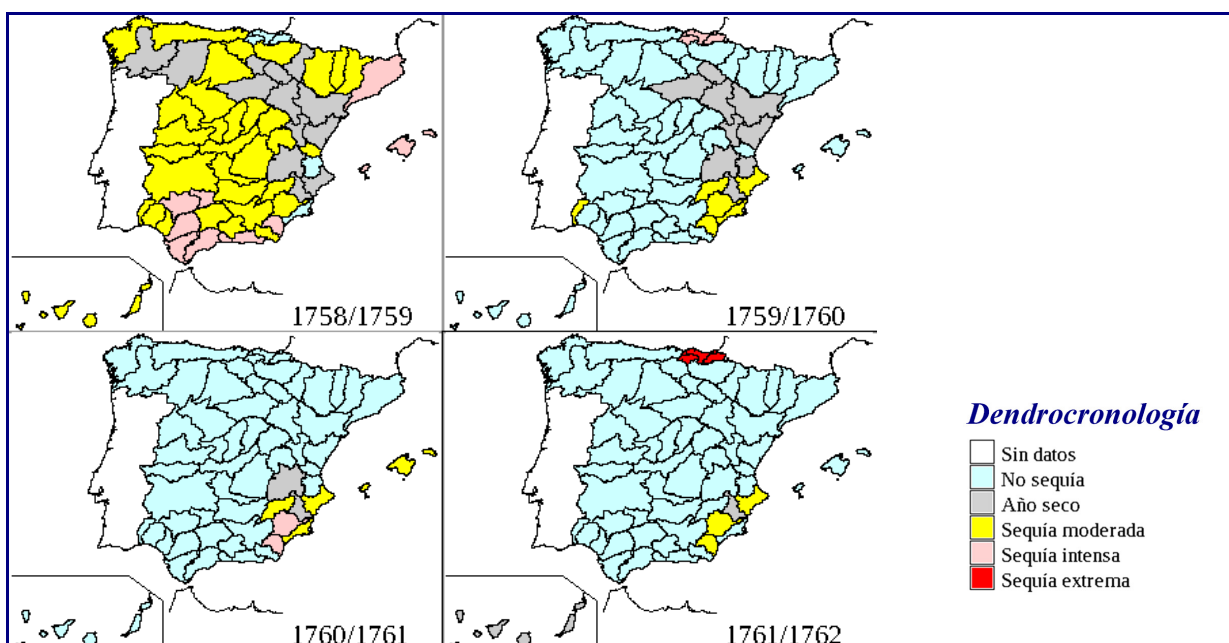 1758/1759
1759/1760
1760/1761
1761/1762
Dendrocronología
Sin datos
No sequía
Año seco
Sequía moderada
Sequía intensa
Sequía extrema